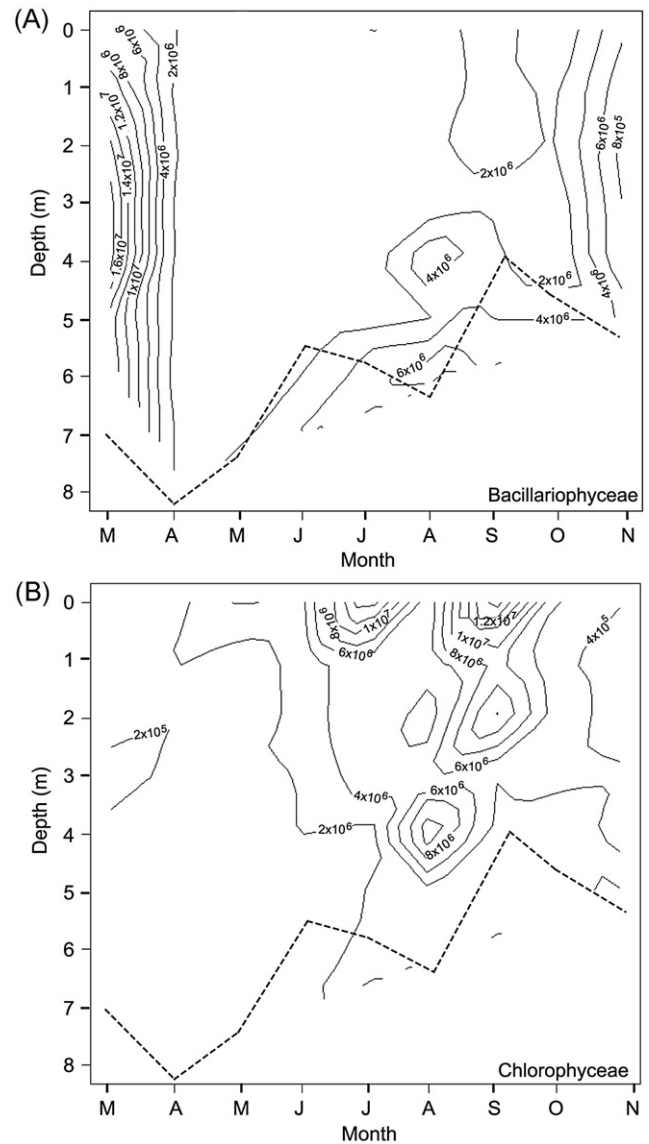 (A)
0
1
2
3
4
5
6
7
8
Depth (m)
6x10⁶
8x10⁶
1.2x10⁷
1.4x10⁷
1.6x10⁷
1x10⁷
4x10⁶
2x10⁶
2x10⁶
4x10⁶
6x10⁶
2x10⁶
4x10⁶
6x10⁶
8x10⁵
4x10⁶
Bacillariophyceae
M A M J J A S O N
Month
(B)
0
1
2
3
4
5
6
7
8
Depth (m)
2x10⁵
8x10⁶
1x10⁷
6x10⁶
1.2x10⁷
1x10⁷
8x10⁶
6x10⁶
4x10⁵
4x10⁶
6x10⁶
2x10⁶
8x10⁶
Chlorophyceae
M A M J J A S O N
Month